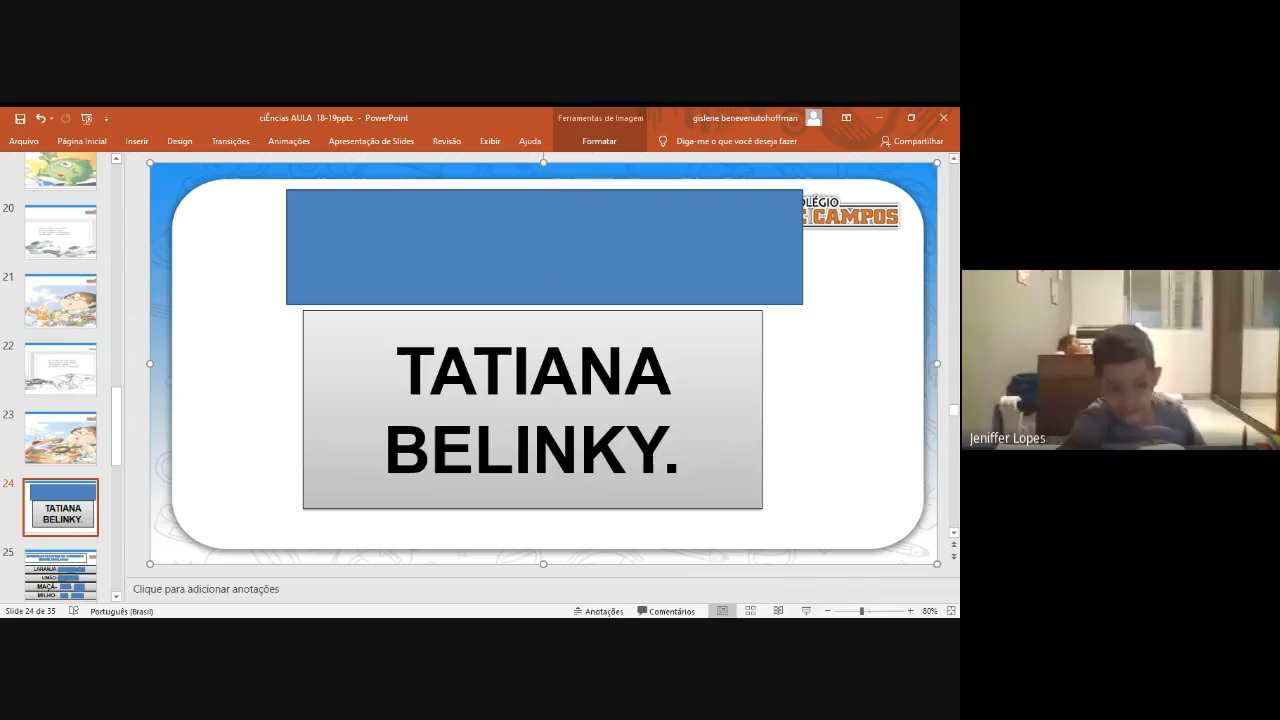 ciÊncias AULA 18-19pptx - PowerPoint
Ferramentas de Imagem
gislene benevenutohoffman
Arquivo Página Inicial Inserir Design Transições Animações Apresentação de Slides Revisão Exibir Ajuda Formatar Diga-me o que você deseja fazer Compartilhar
20
21
22
23
24
TATIANA
BELINKY.
25
LARANJA-
LIMÃO-
MAÇÃ-
MILHO-
OLÉGIO
CAMPOS
TATIANA
BELINKY.
Jeniffer Lopes
Clique para adicionar anotações
Slide 24 de 35 Português (Brasil) Anotações Comentários 80%